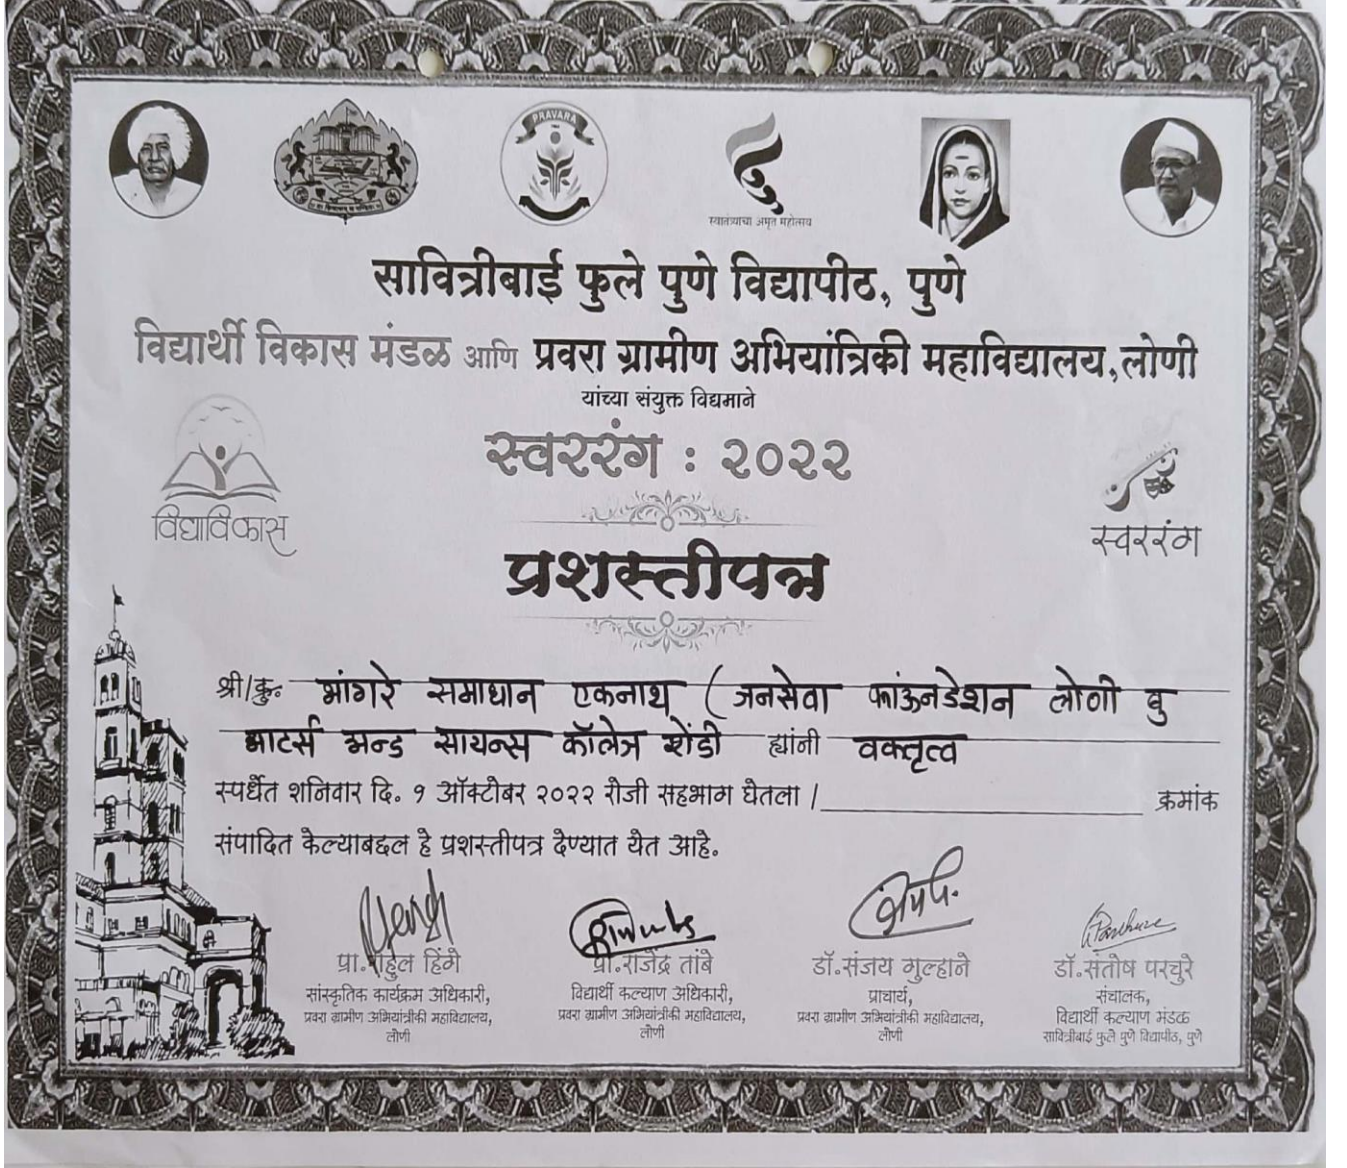 PRAVARA
स्वातंत्र्याचा अमृत महोत्सव
सावित्रीबाई फुले पुणे विद्यापीठ, पुणे
विद्यार्थी विकास मंडळ आणि प्रवरा ग्रामीण अभियांत्रिकी महाविद्यालय, लोणी
यांच्या संयुक्त विद्यमाने
स्वररंग : २०२२
विद्याविकास
स्वररंग
प्रशस्तीपत्र
श्री/कु. भांगरे समाधान एकनाथ (जनसेवा फांऊनडेशन लोणी वु
आटर्स अन्ड सायन्स कॉलेज शेंडी ह्यांनी वक्तृत्व
स्पर्धेत शनिवार दि. १ ऑक्टोबर २०२२ रोजी सहभाग घेतला / क्रमांक
संपादित केल्याबद्दल हे प्रशस्तीपत्र देण्यात येत आहे.
प्रा.राहुल हिंगे
सांस्कृतिक कार्यक्रम अधिकारी,
प्रवरा ग्रामीण अभियांत्रीकी महाविद्यालय,
लोणी
प्रा.राजेंद्र तांबे
विद्यार्थी कल्याण अधिकारी,
प्रवरा ग्रामीण अभियांत्रीकी महाविद्यालय,
लोणी
डॉ.संजय गुल्हाने
प्राचार्य,
प्रवरा ग्रामीण अभियांत्रीकी महाविद्यालय,
लोणी
डॉ.संतोष परचुरे
संचालक,
विद्यार्थी कल्याण मंडळ
सावित्रीबाई फुले पुणे विद्यापीठ, पुणे